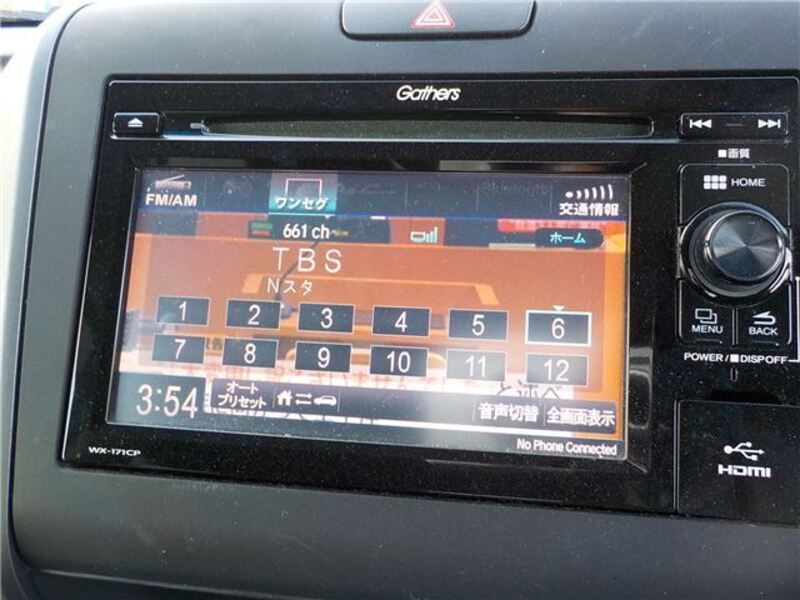 Gathers
■画質
HOME
FM/AM
ワンセグ
交通情報
661 ch
ホーム
TBS
Nスタ
1 2 3 4 5 6
7 8 9 10 11 12
3:54
オート
プリセット
音声切替
全画面表示
No Phone Connected
MENU
BACK
POWER/■DISP OFF
WX-171CP
HDMI